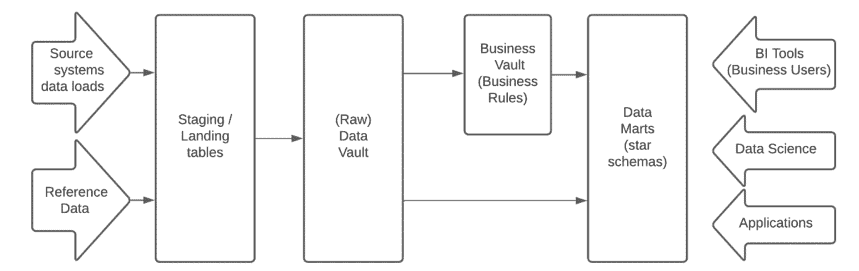 Source
systems
data loads
Reference
Data
Staging /
Landing
tables
(Raw)
Data
Vault
Business
Vault
(Business
Rules)
Data
Marts
(star
schemas)
BI Tools
(Business Users)
Data Science
Applications